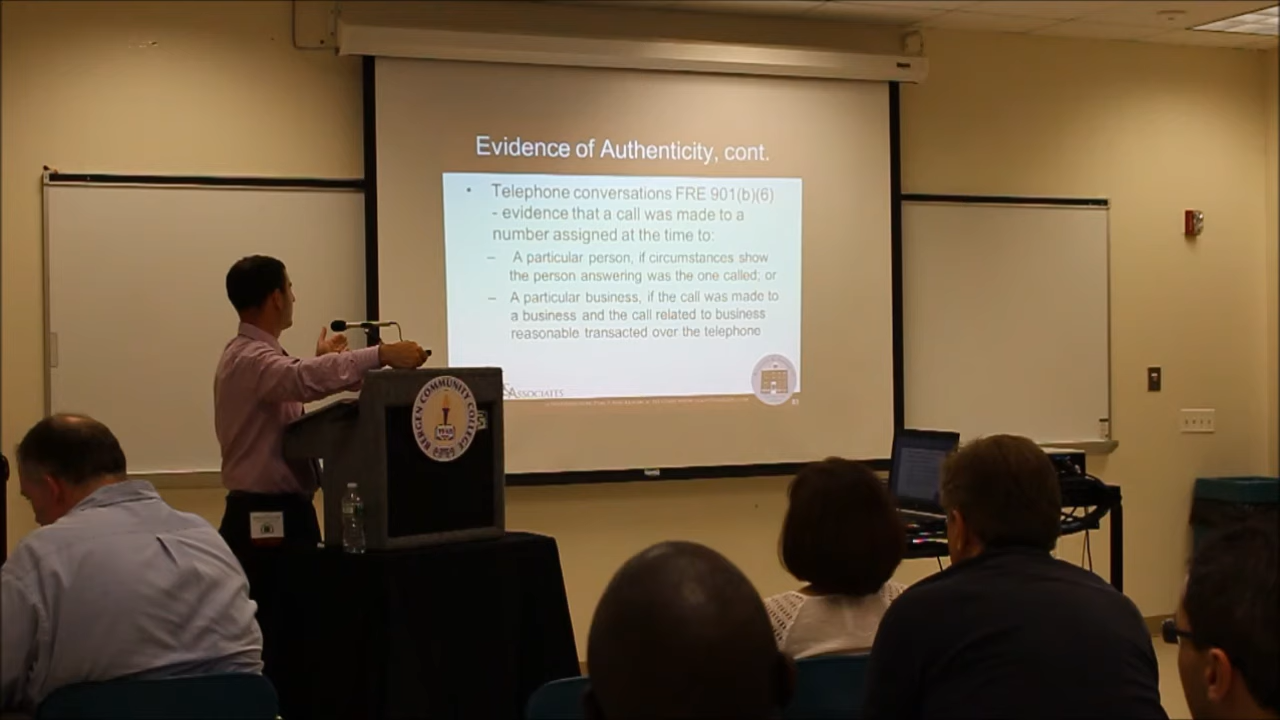 Evidence of Authenticity, cont.
• Telephone conversations FRE 901(b)(6)
- evidence that a call was made to a
number assigned at the time to:
– A particular person, if circumstances show
the person answering was the one called; or
– A particular business, if the call was made to
a business and the call related to business
reasonable transacted over the telephone
ASSOCIATES
BERGEN COMMUNITY COLLEGE